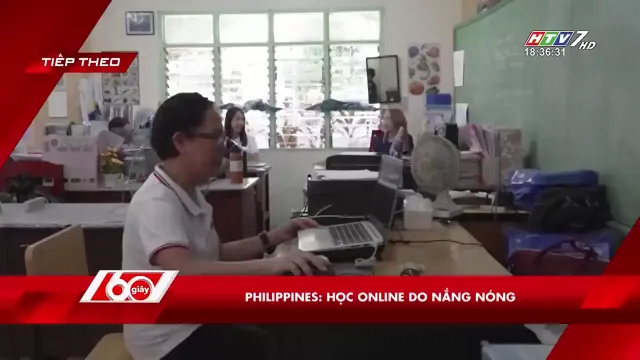 TIẾP THEO
HTV7 HD
18:36:31
60 giây
PHILIPPINES: HỌC ONLINE DO NẮNG NÓNG